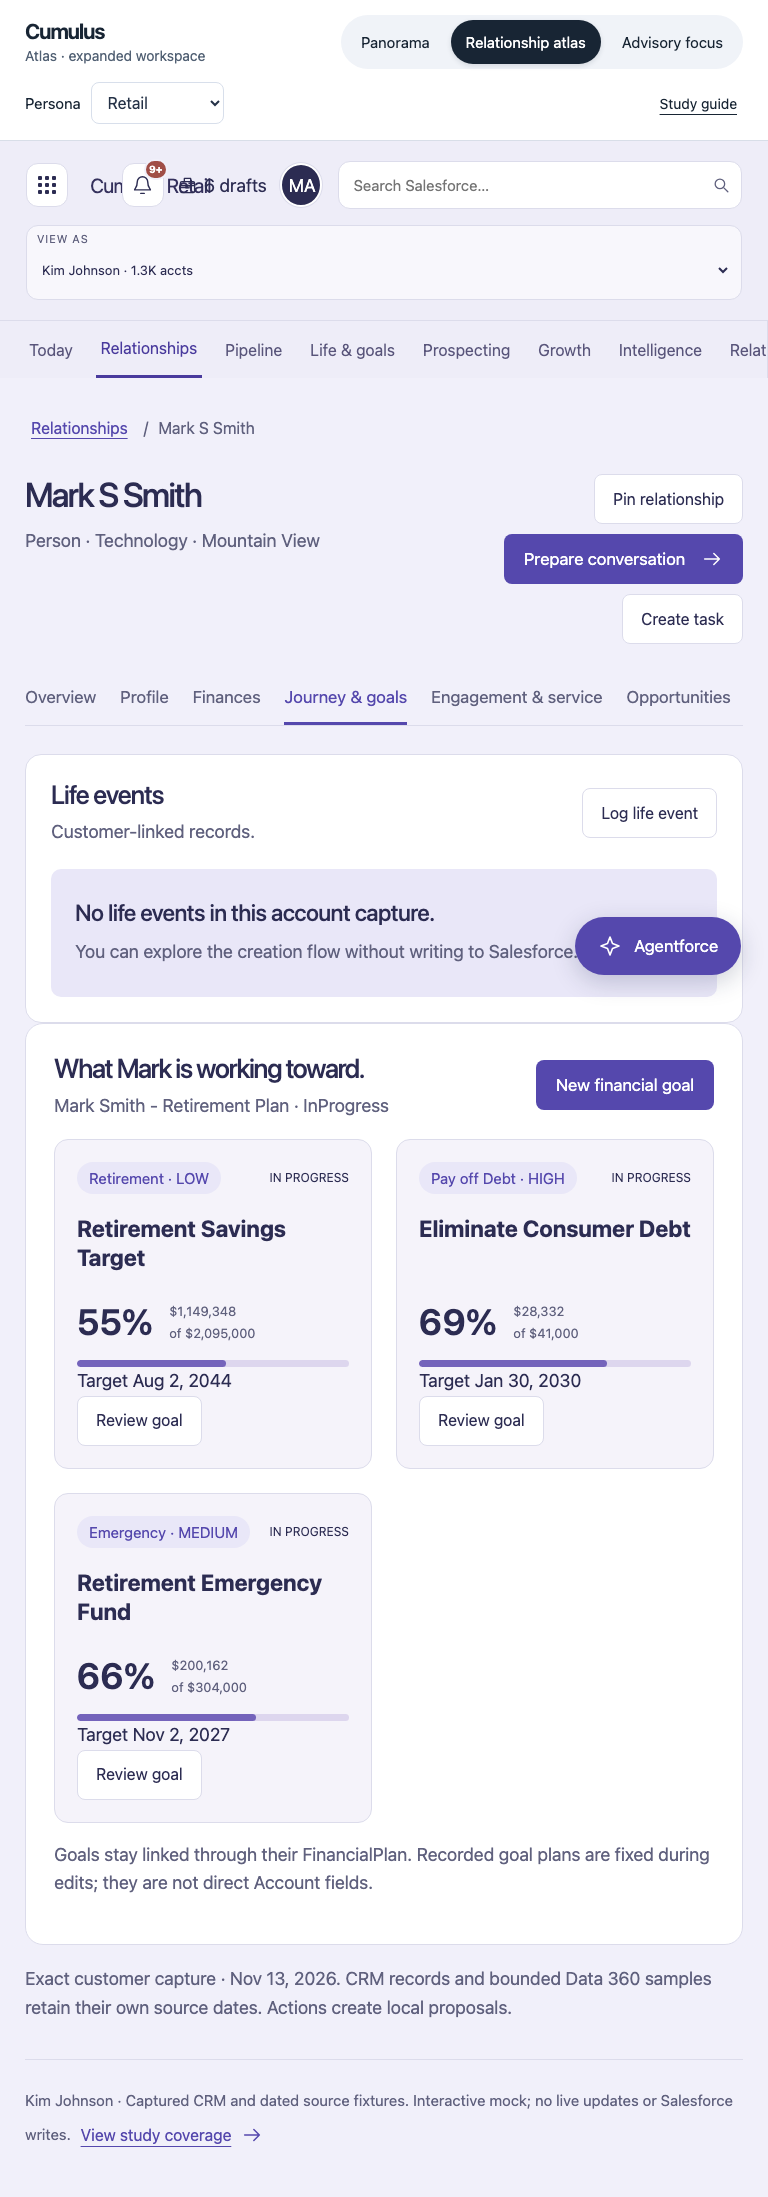 Cumulus
Atlas · expanded workspace
Panorama
Relationship atlas
Advisory focus
Persona
Retail
Study guide
9+
6 drafts
MA
Search Salesforce...
VIEW AS
Kim Johnson · 1.3K accts
Today
Relationships
Pipeline
Life & goals
Prospecting
Growth
Intelligence
Relat
Relationships / Mark S Smith
Mark S Smith
Person · Technology · Mountain View
Pin relationship
Prepare conversation
Create task
Overview
Profile
Finances
Journey & goals
Engagement & service
Opportunities
Life events
Customer-linked records.
Log life event
No life events in this account capture.
You can explore the creation flow without writing to Salesforce.
Agentforce
What Mark is working toward.
Mark Smith - Retirement Plan · InProgress
New financial goal
Retirement · LOW
IN PROGRESS
Retirement Savings
Target
55%
$1,149,348
of $2,095,000
Target Aug 2, 2044
Review goal
Pay off Debt · HIGH
IN PROGRESS
Eliminate Consumer Debt
69%
$28,332
of $41,000
Target Jan 30, 2030
Review goal
Emergency · MEDIUM
IN PROGRESS
Retirement Emergency
Fund
66%
$200,162
of $304,000
Target Nov 2, 2027
Review goal
Goals stay linked through their FinancialPlan. Recorded goal plans are fixed during
edits; they are not direct Account fields.
Exact customer capture · Nov 13, 2026. CRM records and bounded Data 360 samples
retain their own source dates. Actions create local proposals.
Kim Johnson · Captured CRM and dated source fixtures. Interactive mock; no live updates or Salesforce
writes. View study coverage